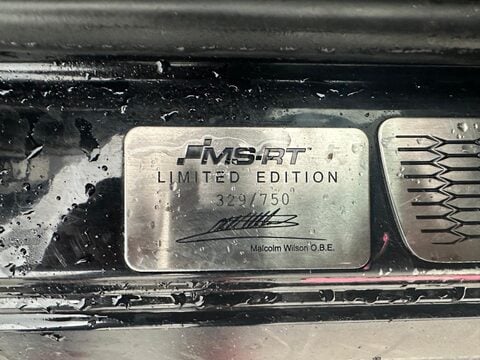 MS-RT
LIMITED EDITION
329/750
Malcolm Wilson O.B.E.